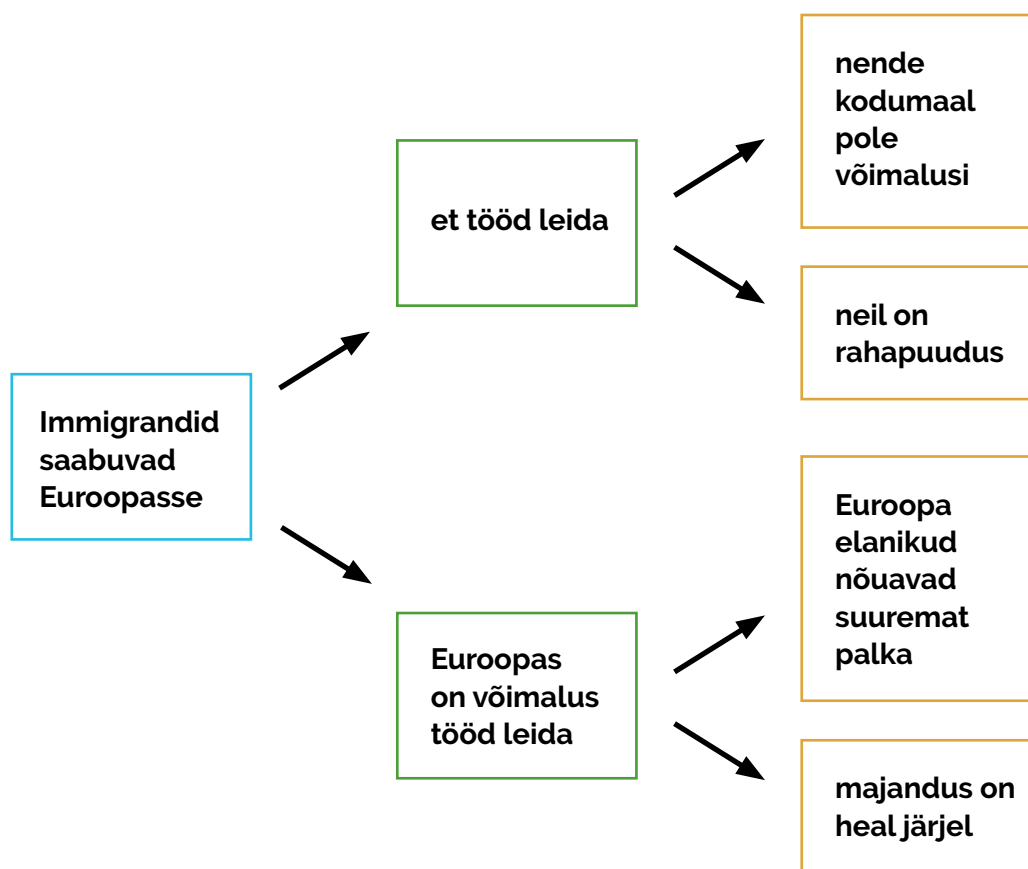 Immigrandid
saabuvad
Euroopasse
et tööd leida
nende
kodumaal
pole
võimalusi
neil on
rahapuudus
Euroopas
on võimalus
tööd leida
Euroopa
elanikud
nõuavad
suuremat
palka
majandus on
heal järjel